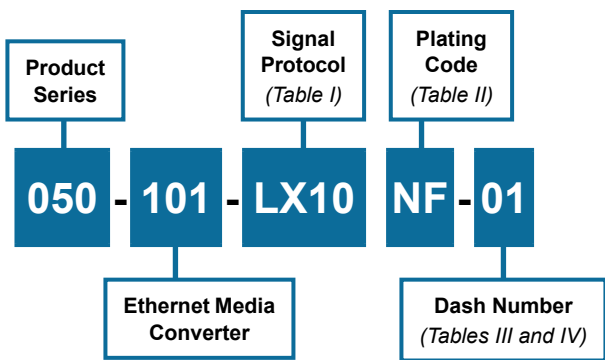 Product
Series
Signal
Protocol
(Table I)
Plating
Code
(Table II)
050 - 101 - LX10 NF - 01
Ethernet Media
Converter
Dash Number
(Tables III and IV)